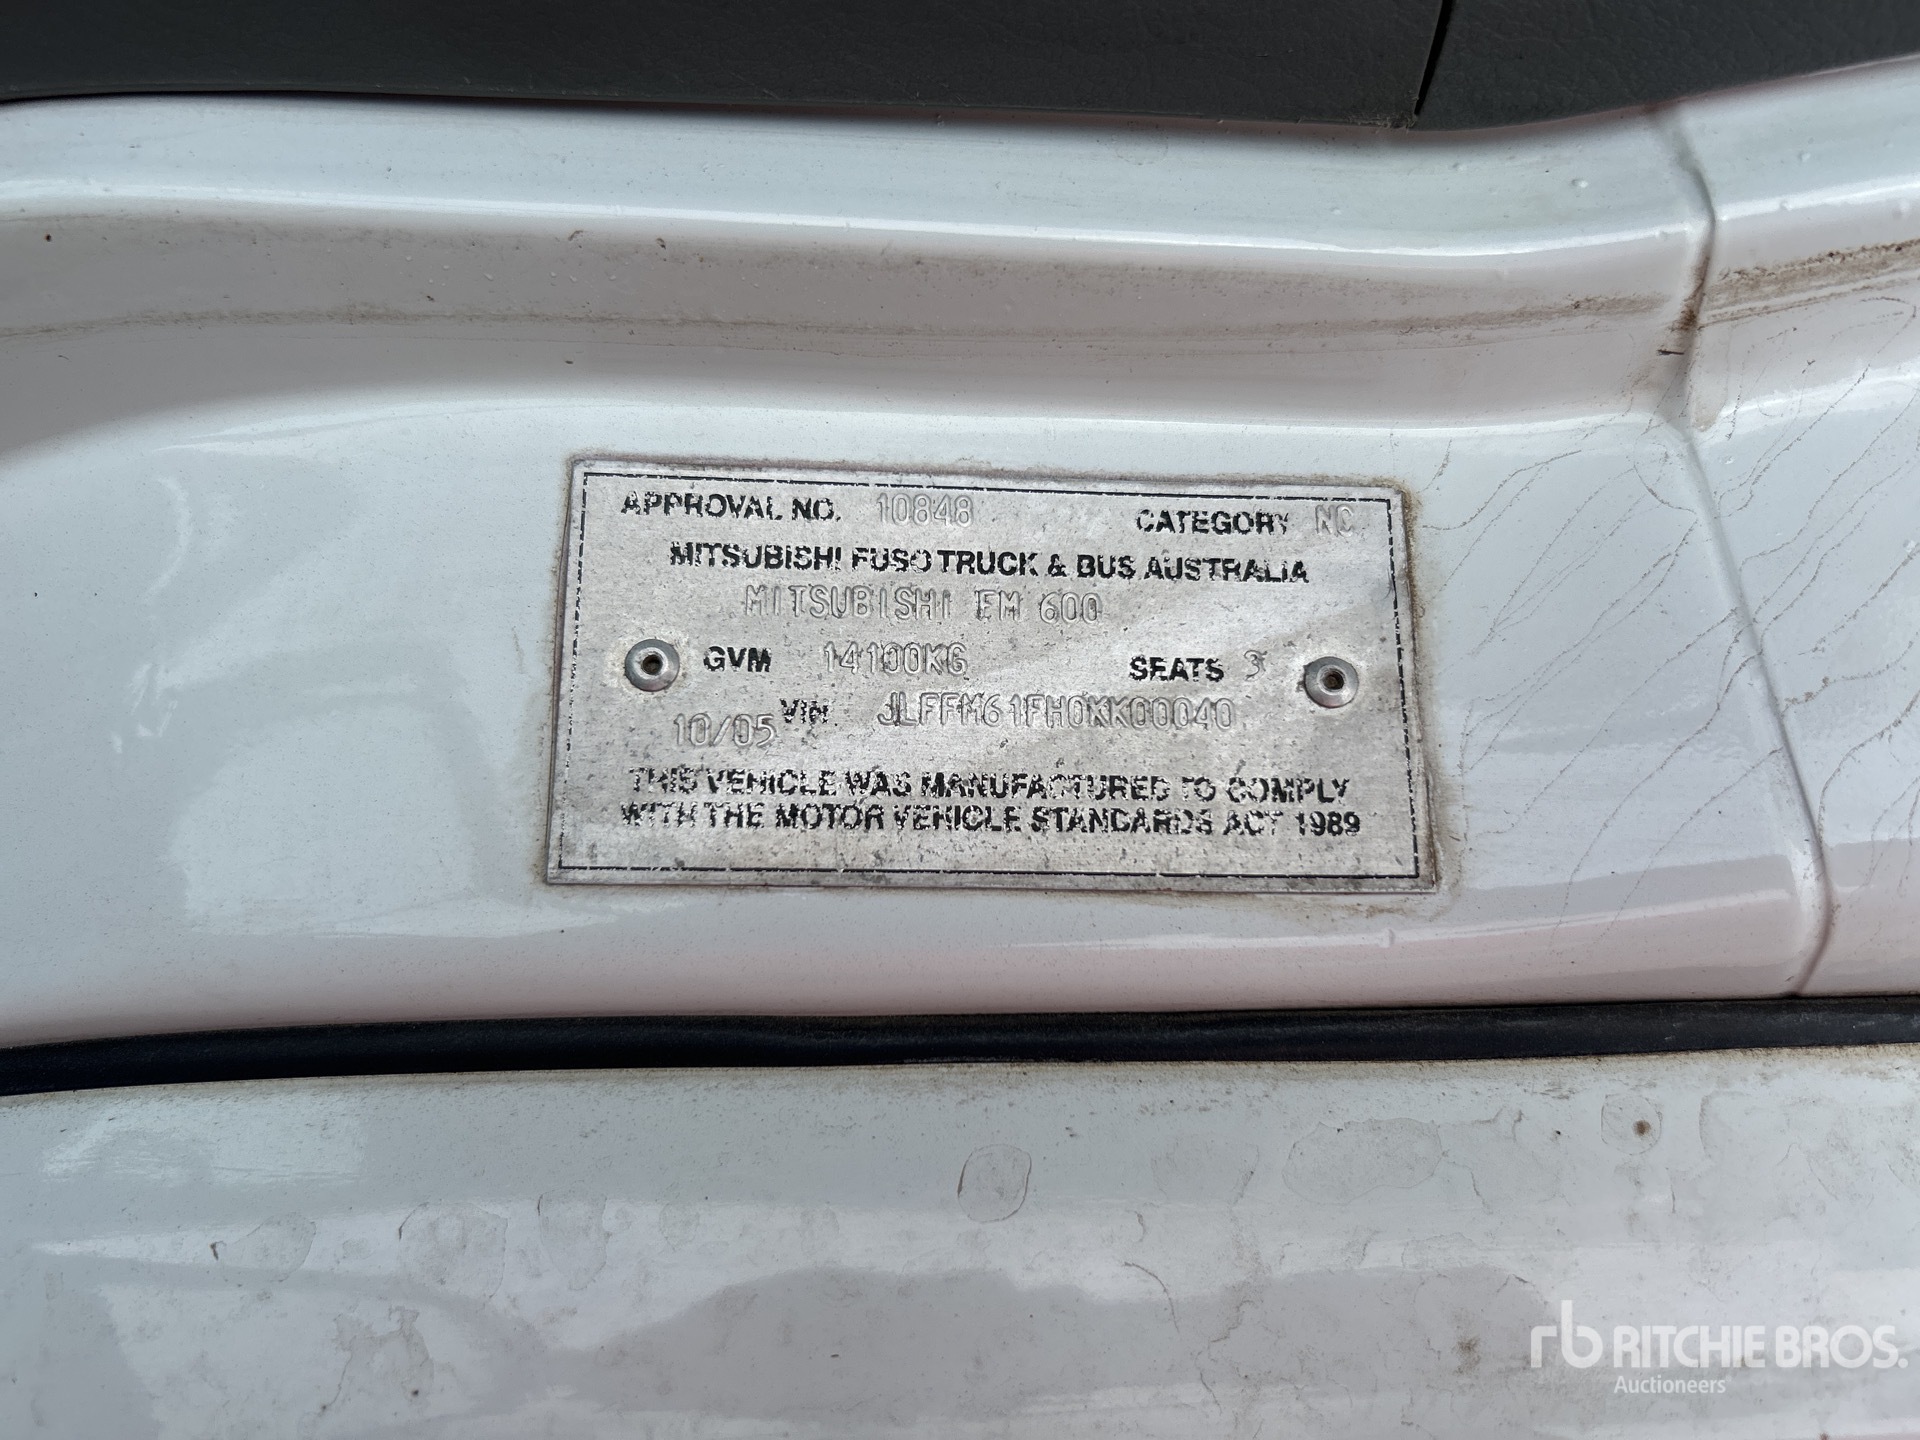 APPROVAL NO. 10848 CATEGORY NC
MITSUBISHI FUSO TRUCK & BUS AUSTRALIA
MITSUBISHI FM 600
GVM 14100KG SEATS 3
10/05 VIN JLFFM61FH0KK00040
THIS VEHICLE WAS MANUFACTURED TO COMPLY
WITH THE MOTOR VEHICLE STANDARDS ACT 1989
rb RITCHIE BROS.
Auctioneers